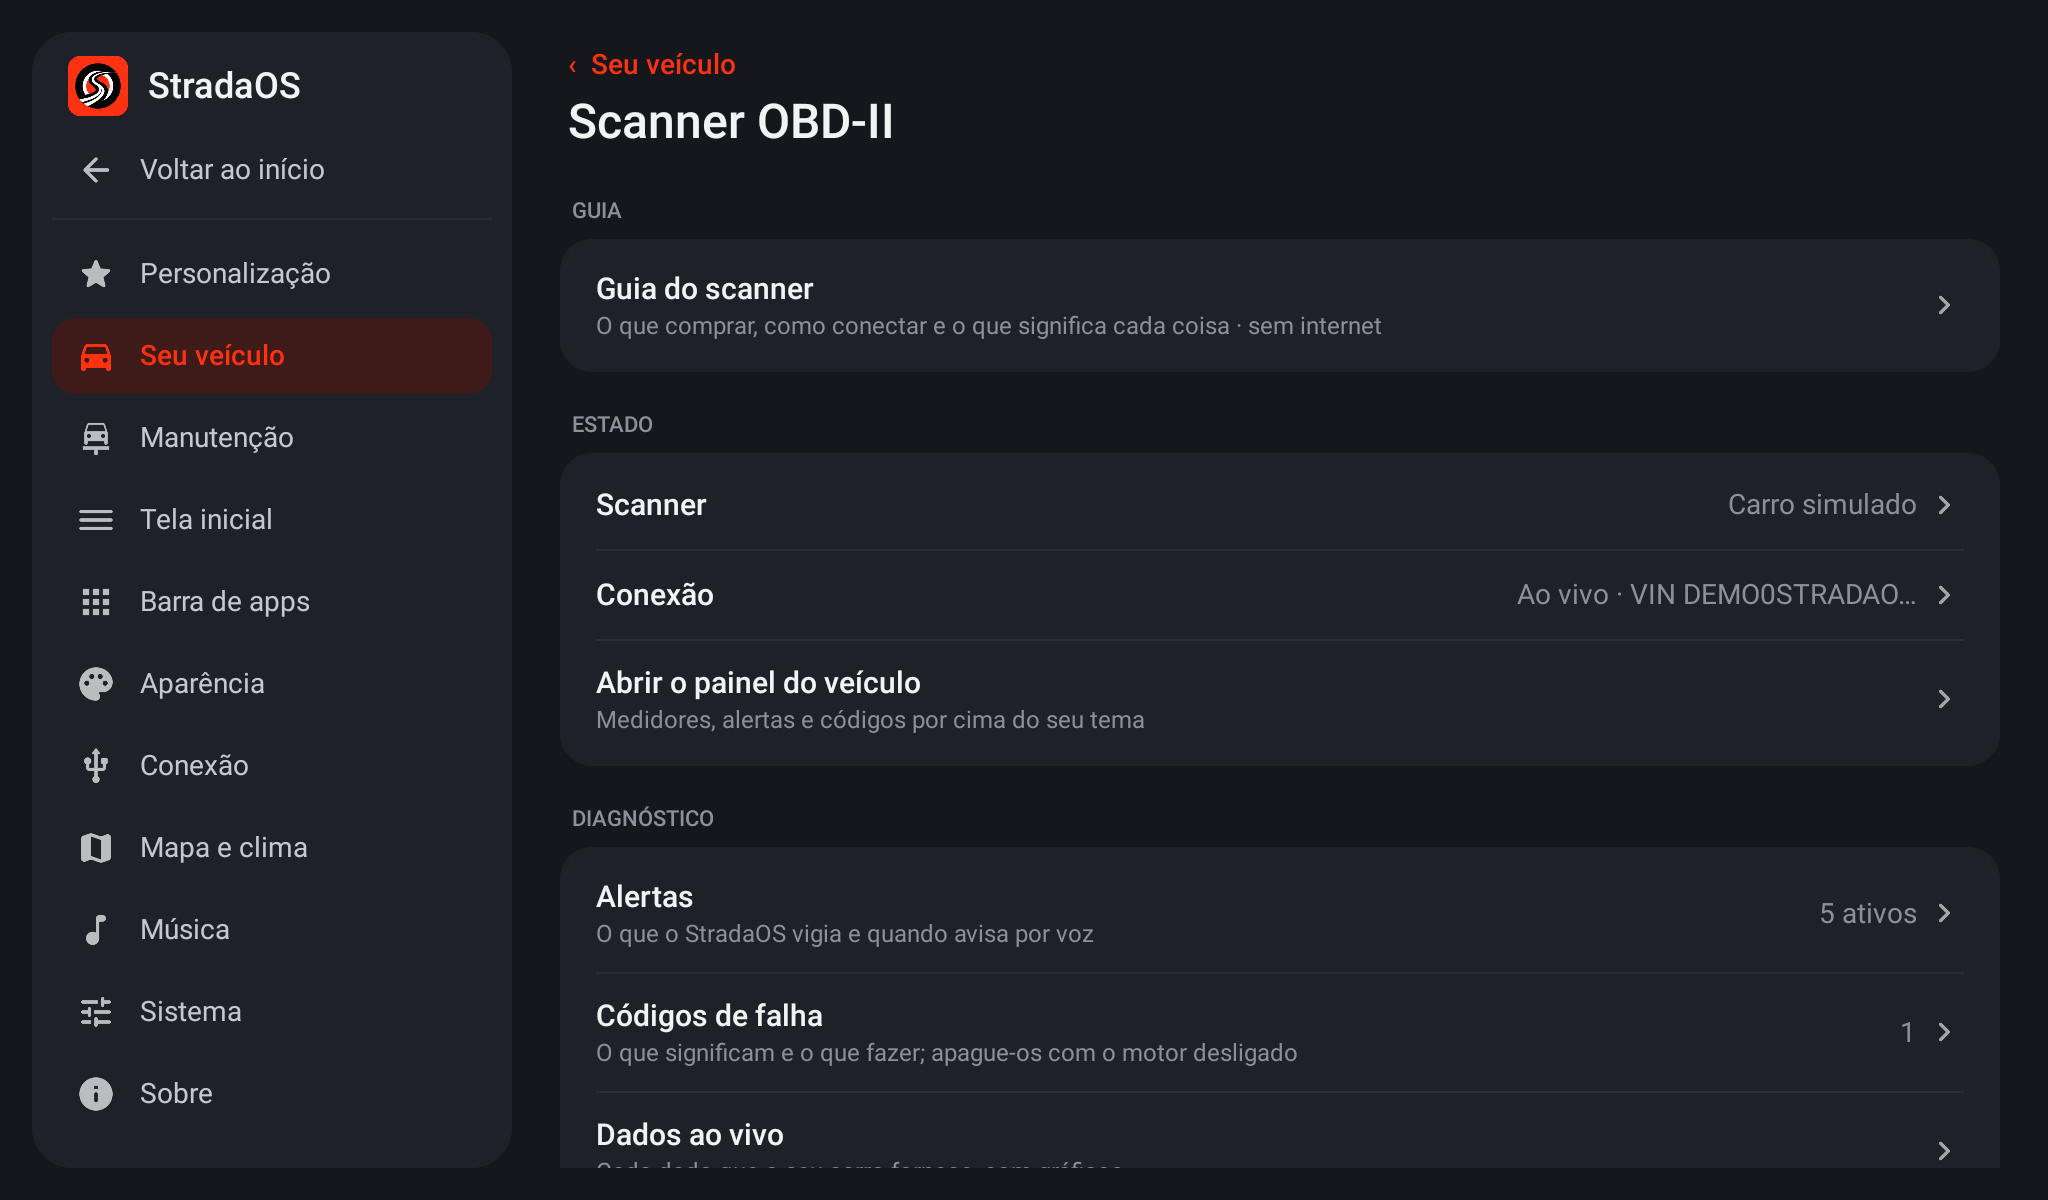 StradaOS
Voltar ao início
Personalização
Seu veículo
Manutenção
Tela inicial
Barra de apps
Aparência
Conexão
Mapa e clima
Música
Sistema
Sobre
‹ Seu veículo
Scanner OBD-II
GUIA
Guia do scanner
O que comprar, como conectar e o que significa cada coisa · sem internet
ESTADO
Scanner
Carro simulado
Conexão
Ao vivo · VIN DEMO0STRADAO...
Abrir o painel do veículo
Medidores, alertas e códigos por cima do seu tema
DIAGNÓSTICO
Alertas
O que o StradaOS vigia e quando avisa por voz
5 ativos
Códigos de falha
O que significam e o que fazer; apague-os com o motor desligado
1
Dados ao vivo